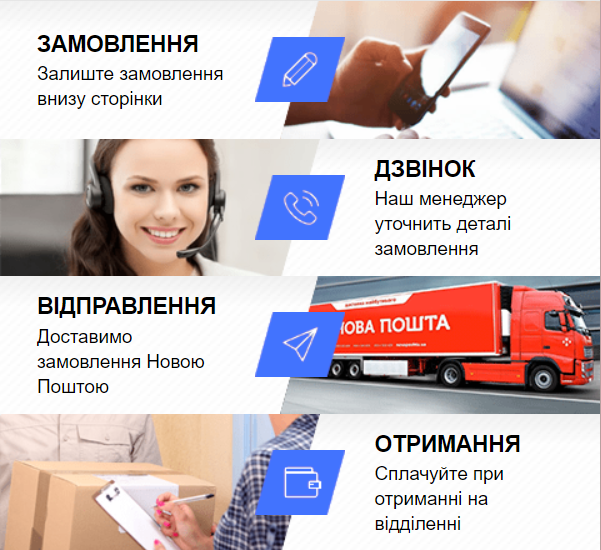 ЗАМОВЛЕННЯ
Залиште замовлення
внизу сторінки
ДЗВІНОК
Наш менеджер
уточнить деталі
замовлення
ВІДПРАВЛЕННЯ
Доставимо
замовлення Новою
Поштою
НОВА ПОШТА
ОТРИМАННЯ
Сплачуйте при
отриманні на
відділенні